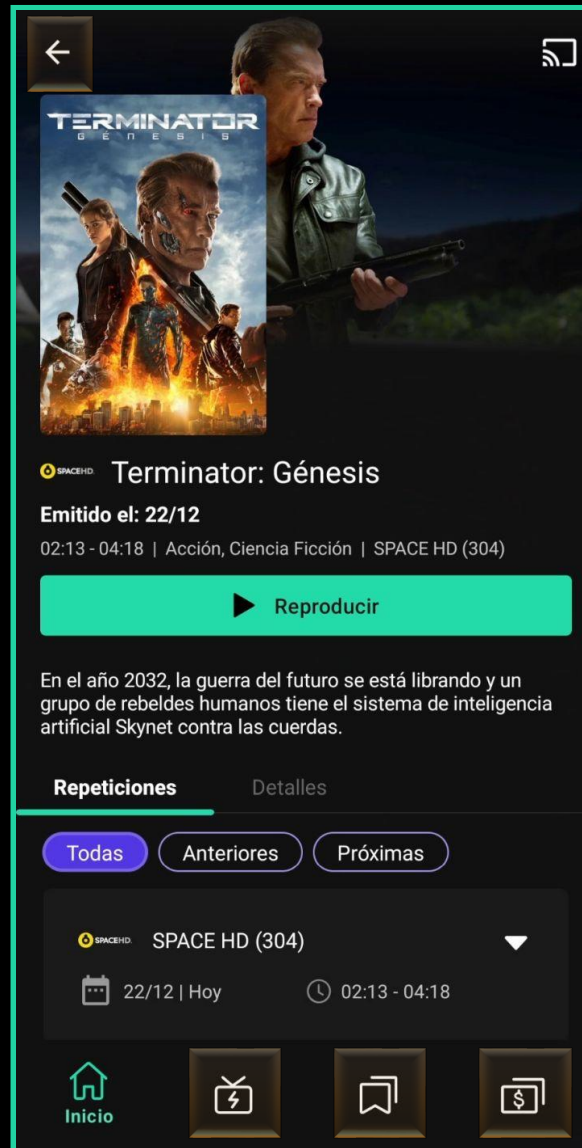 TERMINATOR
GÉNESIS
SPACEHD
Terminator: Génesis
Emitido el: 22/12
02:13 - 04:18 | Acción, Ciencia Ficción | SPACE HD (304)
Reproducir
En el año 2032, la guerra del futuro se está librando y un
grupo de rebeldes humanos tiene el sistema de inteligencia
artificial Skynet contra las cuerdas.
Repeticiones
Detalles
Todas
Anteriores
Próximas
SPACEHD
SPACE HD (304)
22/12 | Hoy
02:13 - 04:18
Inicio
$